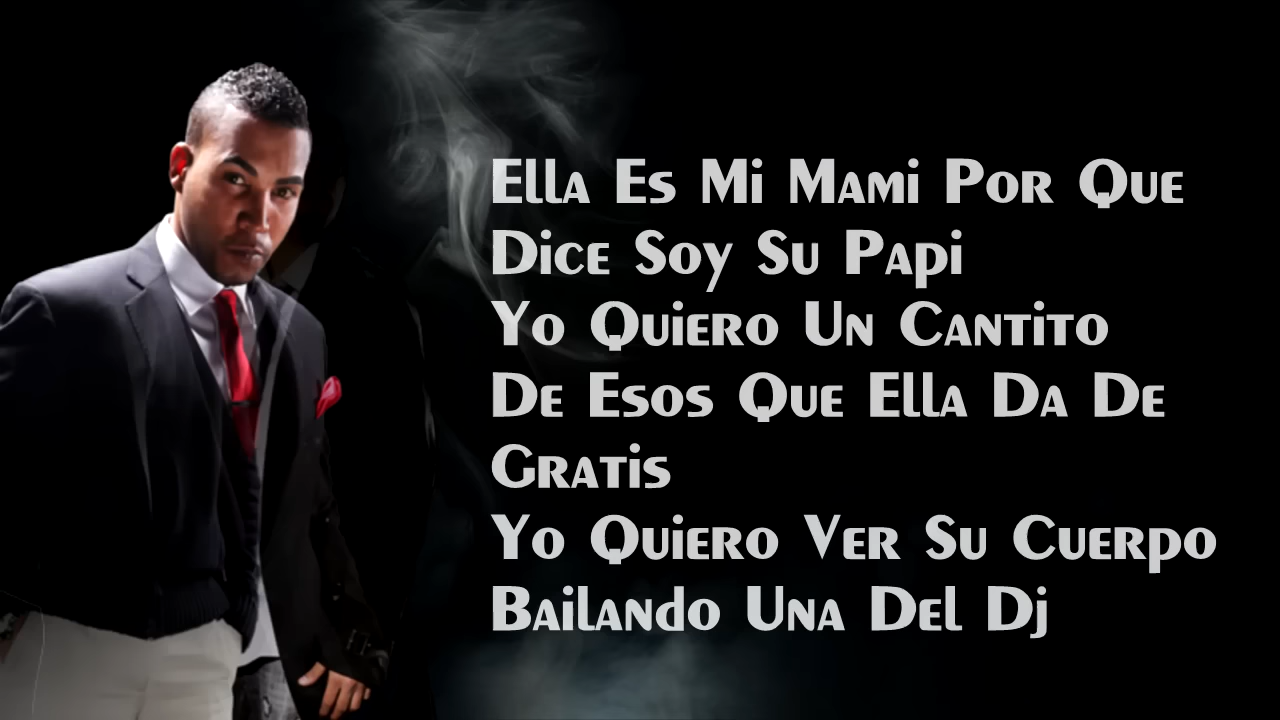 Ella Es Mi Mami Por Que
Dice Soy Su Papi
Yo Quiero Un Cantito
De Esos Que Ella Da De
Gratis
Yo Quiero Ver Su Cuerpo
Bailando Una Del Dj